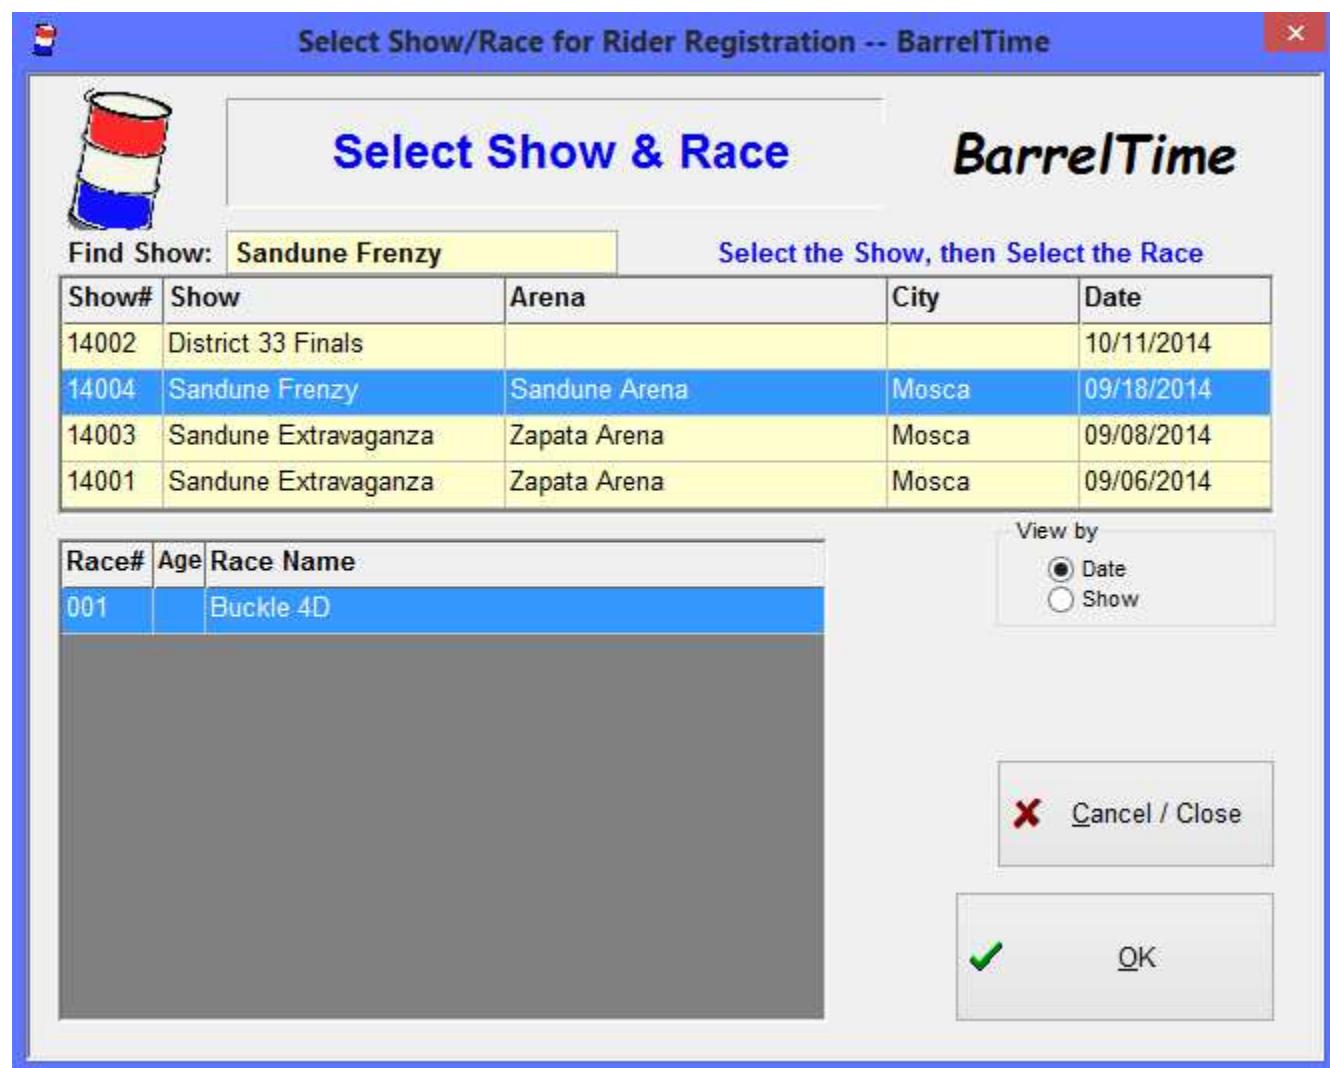 Select Show/Race for Rider Registration -- BarrelTime
Select Show & Race
BarrelTime
Find Show: Sandune Frenzy
Select the Show, then Select the Race
Show# Show Arena City Date
14002 District 33 Finals 10/11/2014
14004 Sandune Frenzy Sandune Arena Mosca 09/18/2014
14003 Sandune Extravaganza Zapata Arena Mosca 09/08/2014
14001 Sandune Extravaganza Zapata Arena Mosca 09/06/2014
View by
Date
Show
Race# Age Race Name
001 Buckle 4D
Cancel / Close
OK